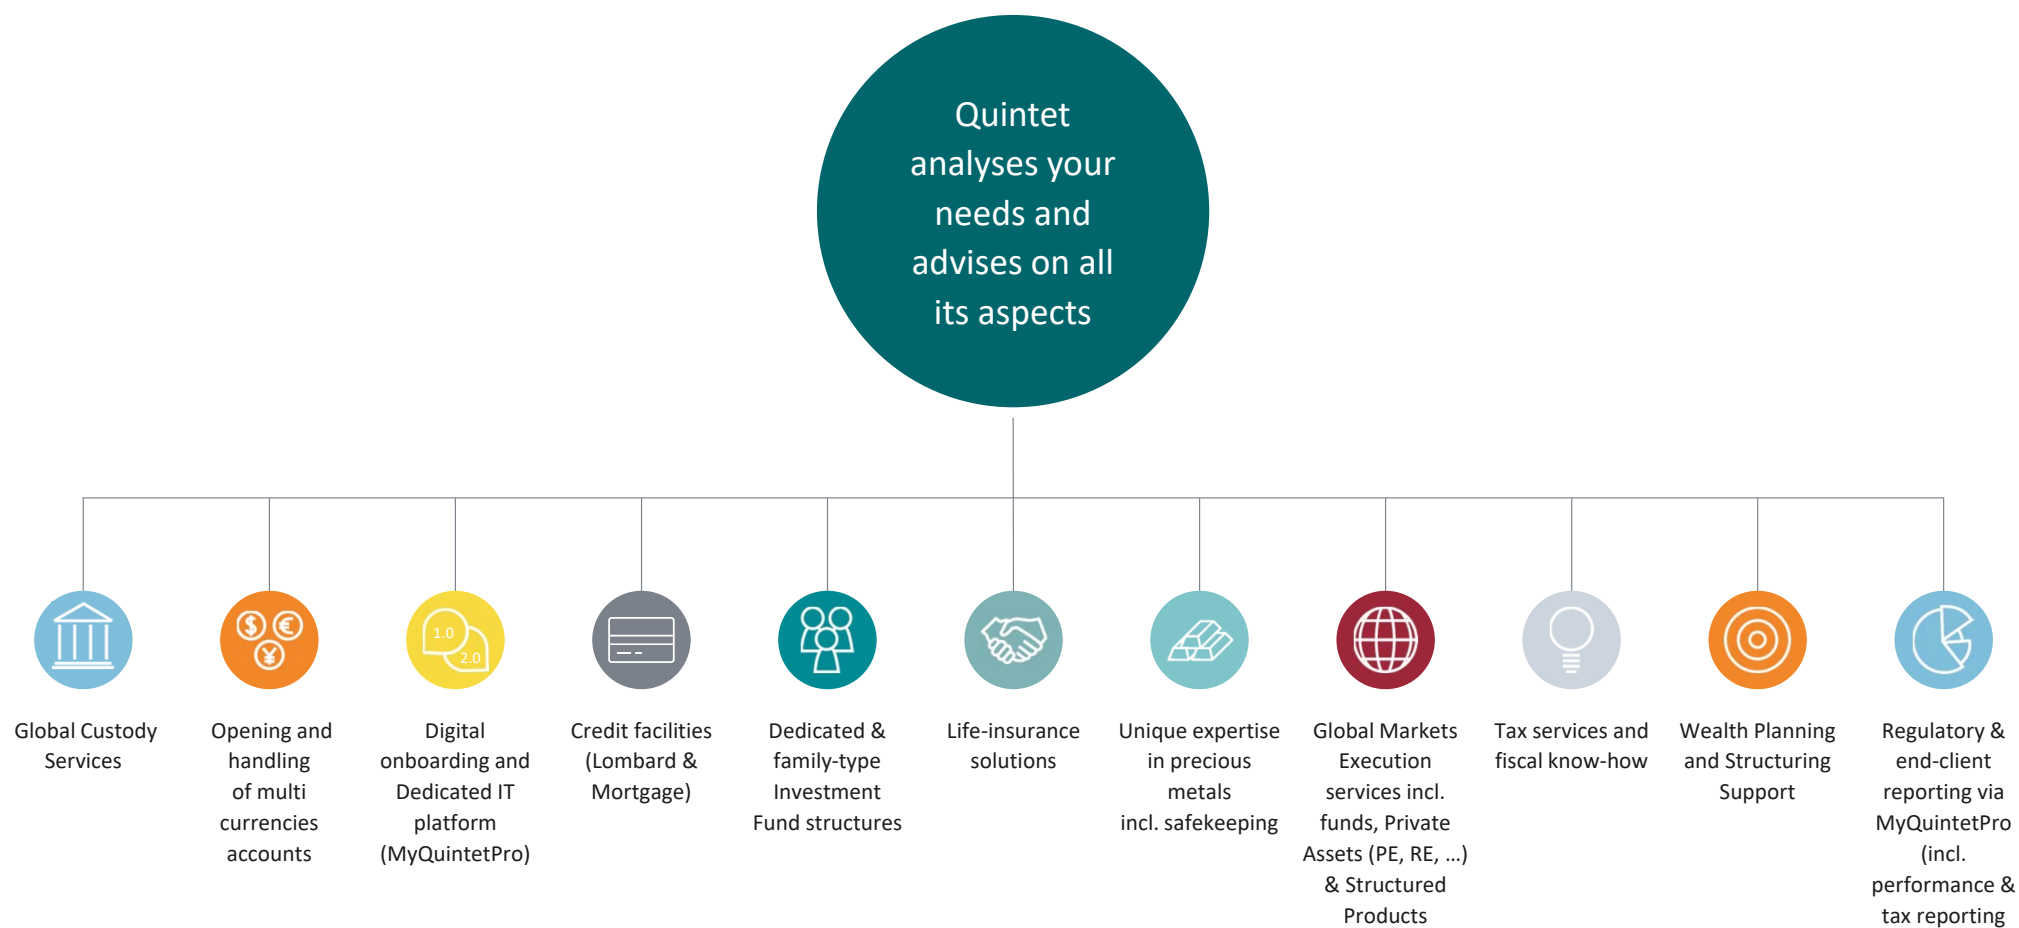 Quintet
analyses your
needs and
advises on all
its aspects
$ €
¥
1.0
2.0
Global Custody
Services
Opening and
handling
of multi
currencies
accounts
Digital
onboarding and
Dedicated IT
platform
(MyQuintetPro)
Credit facilities
(Lombard &
Mortgage)
Dedicated &
family-type
Investment
Fund structures
Life-insurance
solutions
Unique expertise
in precious
metals
incl. safekeeping
Global Markets
Execution
services incl.
funds, Private
Assets (PE, RE, …)
& Structured
Products
Tax services and
fiscal know-how
Wealth Planning
and Structuring
Support
Regulatory &
end-client
reporting via
MyQuintetPro
(incl.
performance &
tax reporting